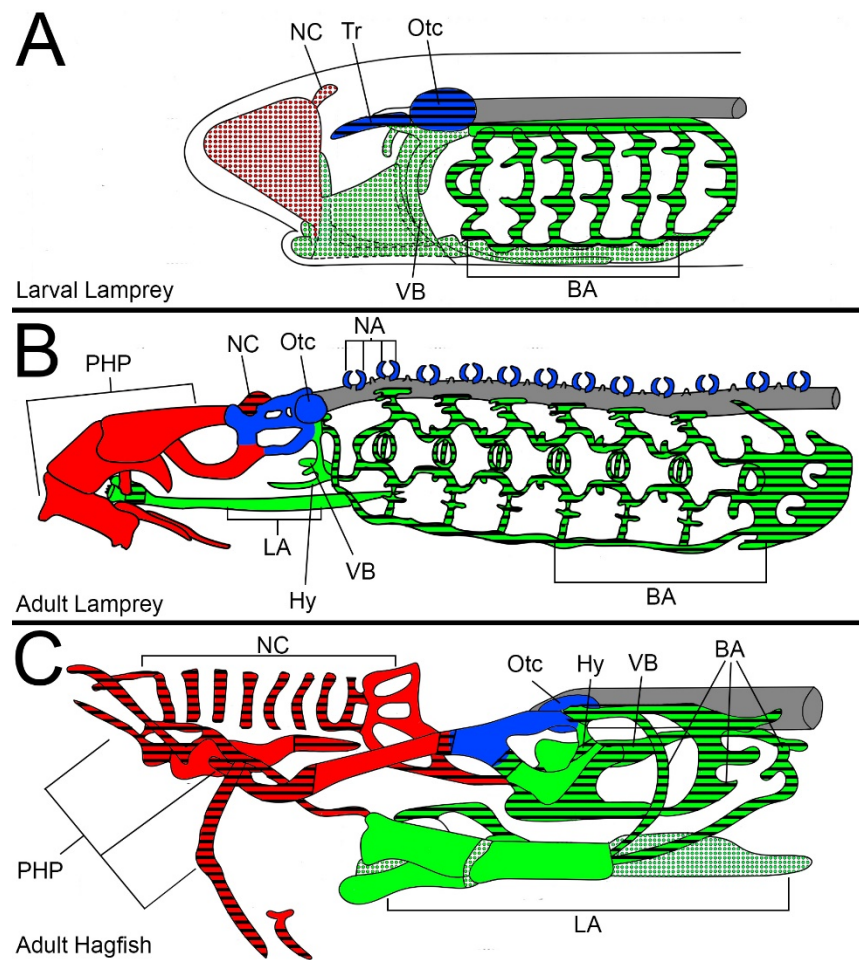 A
NC Tr Otc
VB BA
Larval Lamprey
B
PHP NC Otc NA
LA Hy VB BA
Adult Lamprey
C
NC Otc Hy VB BA
PHP
LA
Adult Hagfish